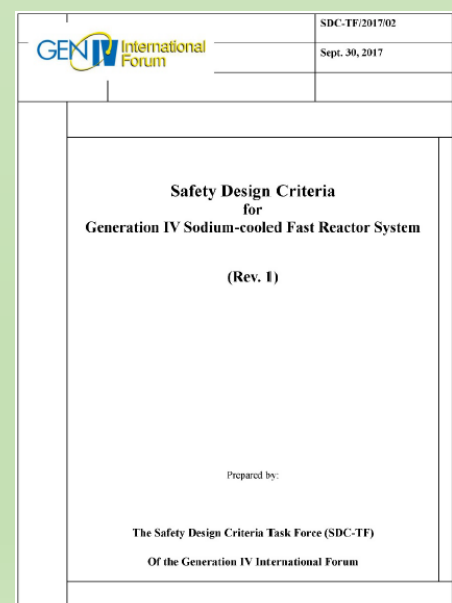 SDC-TF/2017/02
GEN IV International
Forum
Sept. 30, 2017
Safety Design Criteria
for
Generation IV Sodium-cooled Fast Reactor System
(Rev. 1)
Prepared by:
The Safety Design Criteria Task Force (SDC-TF)
Of the Generation IV International Forum